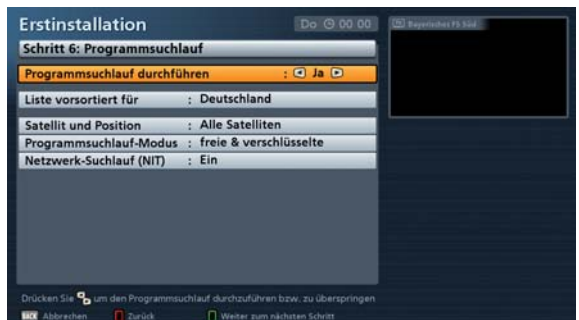 Erstinstallation
Do 00 00
Bayerisches FS Süd
Schritt 6: Programmsuchlauf
Programmsuchlauf durchführen : Ja
Liste vorsortiert für : Deutschland
Satellit und Position : Alle Satelliten
Programmsuchlauf-Modus : freie & verschlüsselte
Netzwerk-Suchlauf (NIT) : Ein
Drücken Sie um den Programmsuchlauf durchzuführen bzw. zu überspringen
BACK Abbrechen Zurück Weiter zum nächsten Schritt